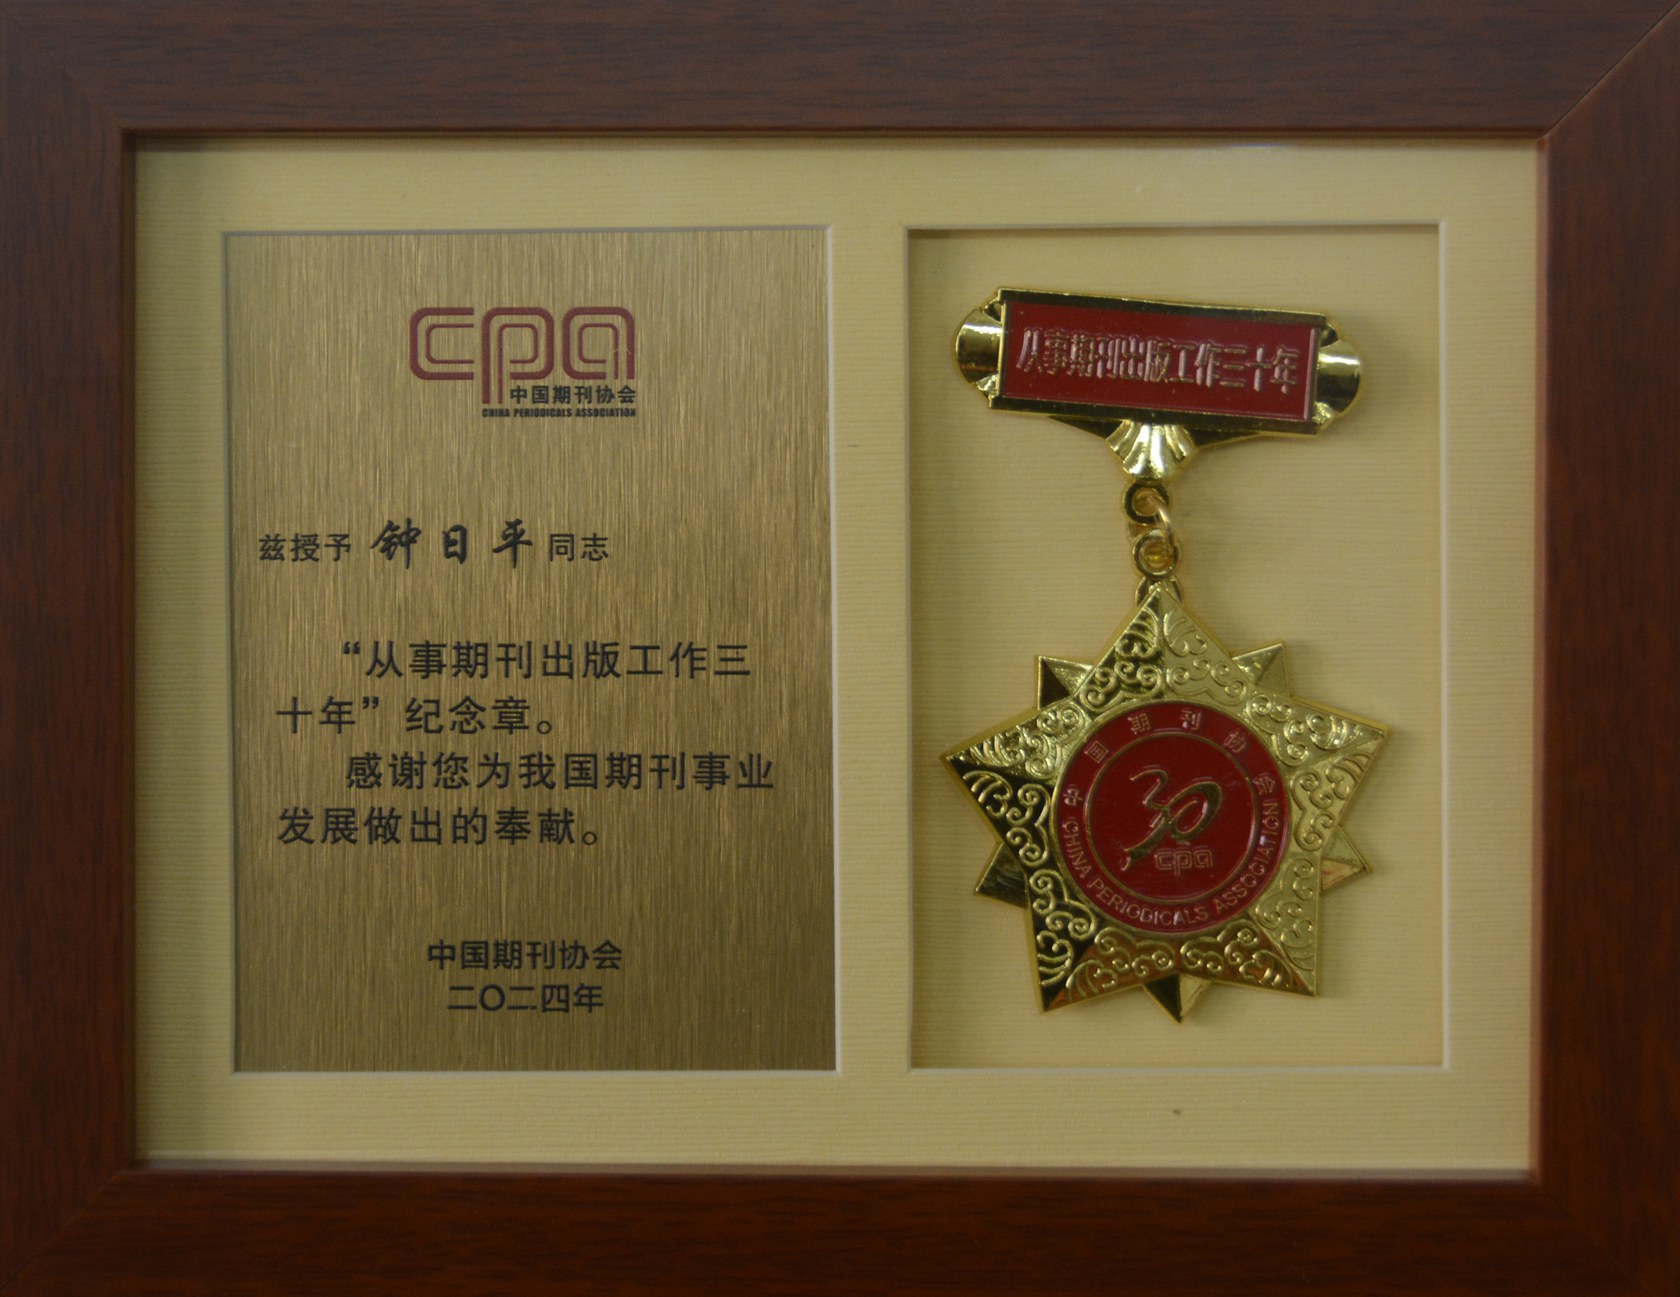 cpa
中国期刊协会
CHINA PERIODICALS ASSOCIATION
兹授予 钟日平 同志
“从事期刊出版工作三
十年”纪念章。
感谢您为我国期刊事业
发展做出的奉献。
中国期刊协会
二〇二四年
从事期刊出版工作三十年
中国期刊协会
30
cpa
CHINA PERIODICALS ASSOCIATION